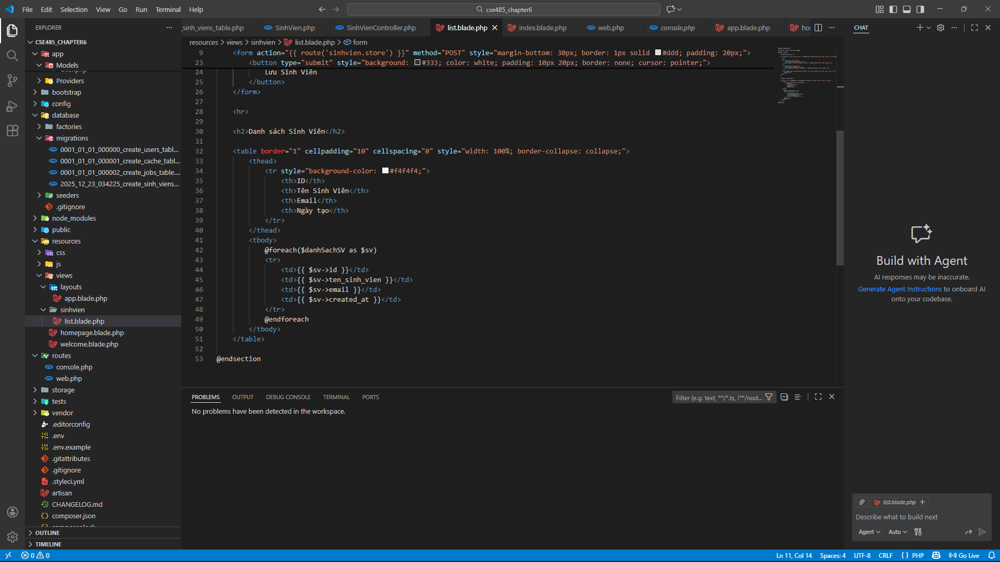 File Edit Selection View Go Run Terminal Help
cse485_chapter6
EXPLORER
CSE485_CHAPTER6
app
Models
Providers
bootstrap
config
database
factories
migrations
0001_01_01_000000_create_users_tabl...
0001_01_01_000001_create_cache_tabl...
0001_01_01_000002_create_jobs_table....
2025_12_23_034225_create_sinh_viens...
seeders
.gitignore
node_modules
public
resources
css
js
views
layouts
app.blade.php
sinhvien
list.blade.php
homepage.blade.php
welcome.blade.php
routes
console.php
web.php
storage
tests
vendor
.editorconfig
.env
.env.example
.gitattributes
.gitignore
.styleci.yml
artisan
CHANGELOG.md
composer.json
OUTLINE
TIMELINE
_sinh_viens_table.php SinhVien.php SinhVienController.php list.blade.php index.blade.php web.php console.php app.blade.php ho
resources > views > sinhvien > list.blade.php > form
9 <form action="{{ route('sinhvien.store') }}" method="POST" style="margin-bottom: 30px; border: 1px solid #ddd; padding: 20px;">
23 <button type="submit" style="background: #333; color: white; padding: 10px 20px; border: none; cursor: pointer;">
24 Lưu Sinh Viên
25 </button>
26 </form>
27
28 <hr>
29
30 <h2>Danh sách Sinh Viên</h2>
31
32 <table border="1" cellpadding="10" cellspacing="0" style="width: 100%; border-collapse: collapse;">
33 <thead>
34 <tr style="background-color: #f4f4f4;">
35 <th>ID</th>
36 <th>Tên Sinh Viên</th>
37 <th>Email</th>
38 <th>Ngày tạo</th>
39 </tr>
40 </thead>
41 <tbody>
42 @foreach($danhSachSV as $sv)
43 <tr>
44 <td>{{ $sv->id }}</td>
45 <td>{{ $sv->ten_sinh_vien }}</td>
46 <td>{{ $sv->email }}</td>
47 <td>{{ $sv->created_at }}</td>
48 </tr>
49 @endforeach
50 </tbody>
51 </table>
52
53 @endsection
PROBLEMS OUTPUT DEBUG CONSOLE TERMINAL PORTS
Filter (e.g. text, **/*.ts, !**/nod...
No problems have been detected in the workspace.
CHAT
Build with Agent
AI responses may be inaccurate.
Generate Agent Instructions to onboard AI
onto your codebase.
list.blade.php
Describe what to build next
Agent Auto
0 0
Ln 11, Col 14 Spaces: 4 UTF-8 CRLF { } PHP Go Live